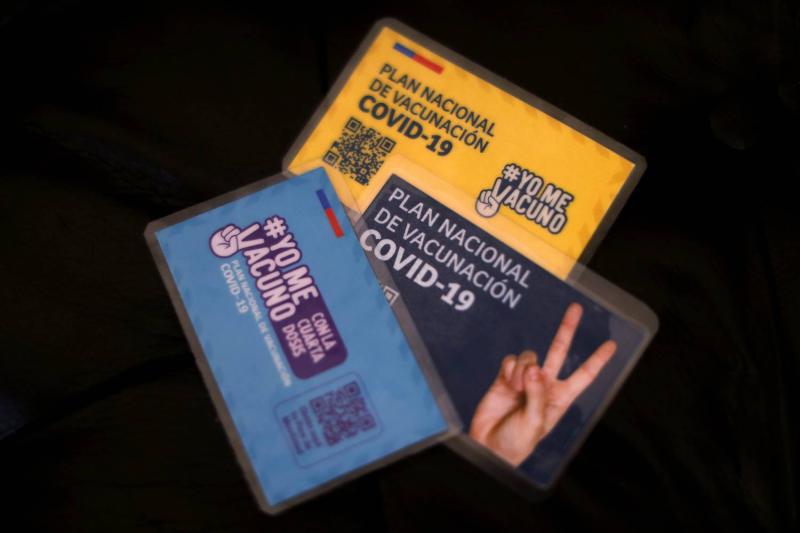 PLAN NACIONAL
DE VACUNACIÓN
COVID-19
#YO ME
VACUNO
PLAN NACIONAL
DE VACUNACIÓN
COVID-19
#YO ME
VACUNO
CON LA
CUARTA
DOSIS
PLAN NACIONAL DE VACUNACIÓN
COVID-19